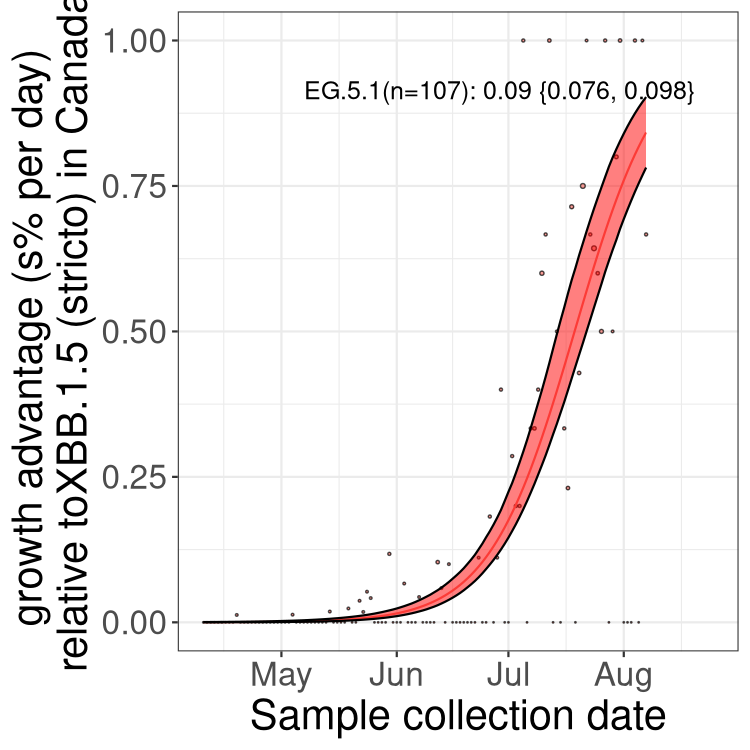 growth advantage (s% per day)
relative toXBB.1.5 (stricto) in Canada
1.00
0.75
0.50
0.25
0.00
EG.5.1(n=107): 0.09 {0.076, 0.098}
May Jun Jul Aug
Sample collection date